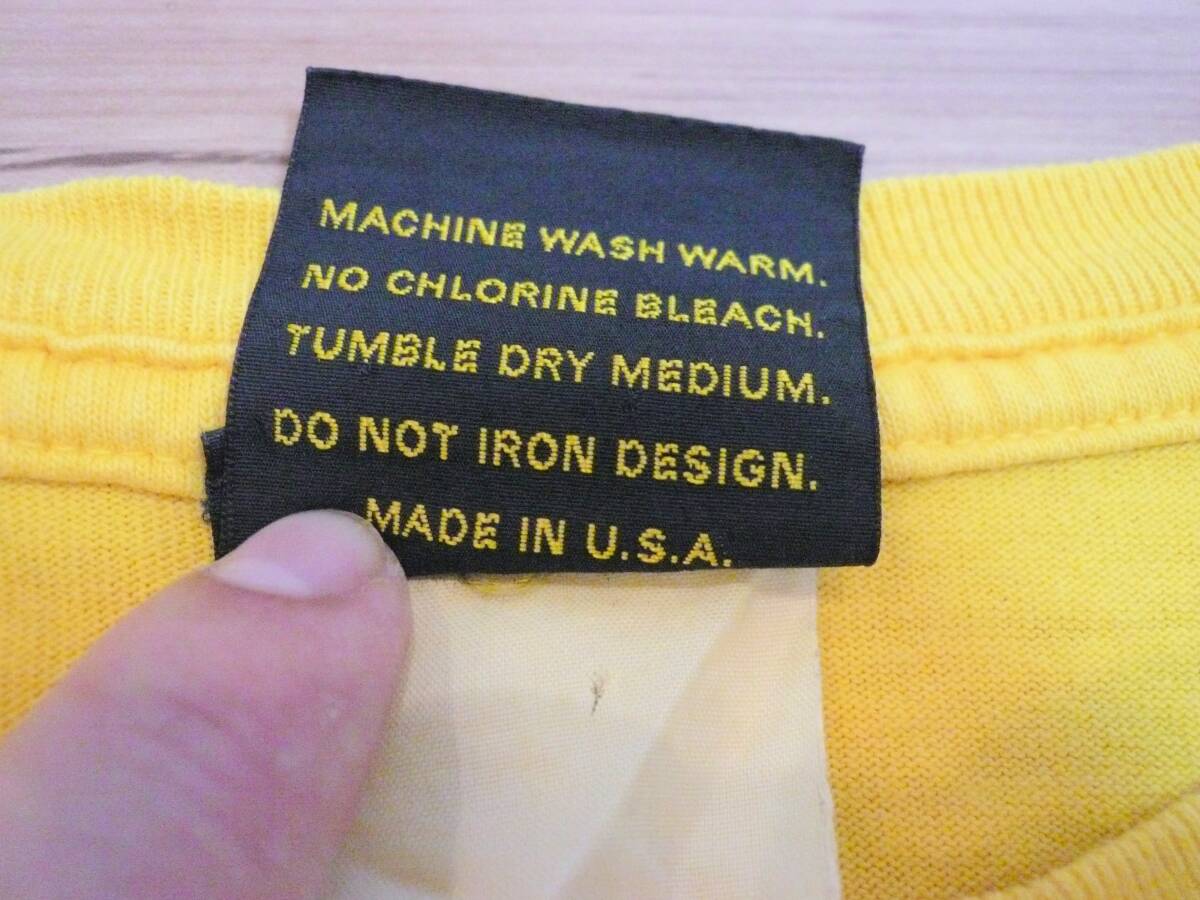 MACHINE WASH WARM.
NO CHLORINE BLEACH.
TUMBLE DRY MEDIUM.
DO NOT IRON DESIGN.
MADE IN U.S.A.